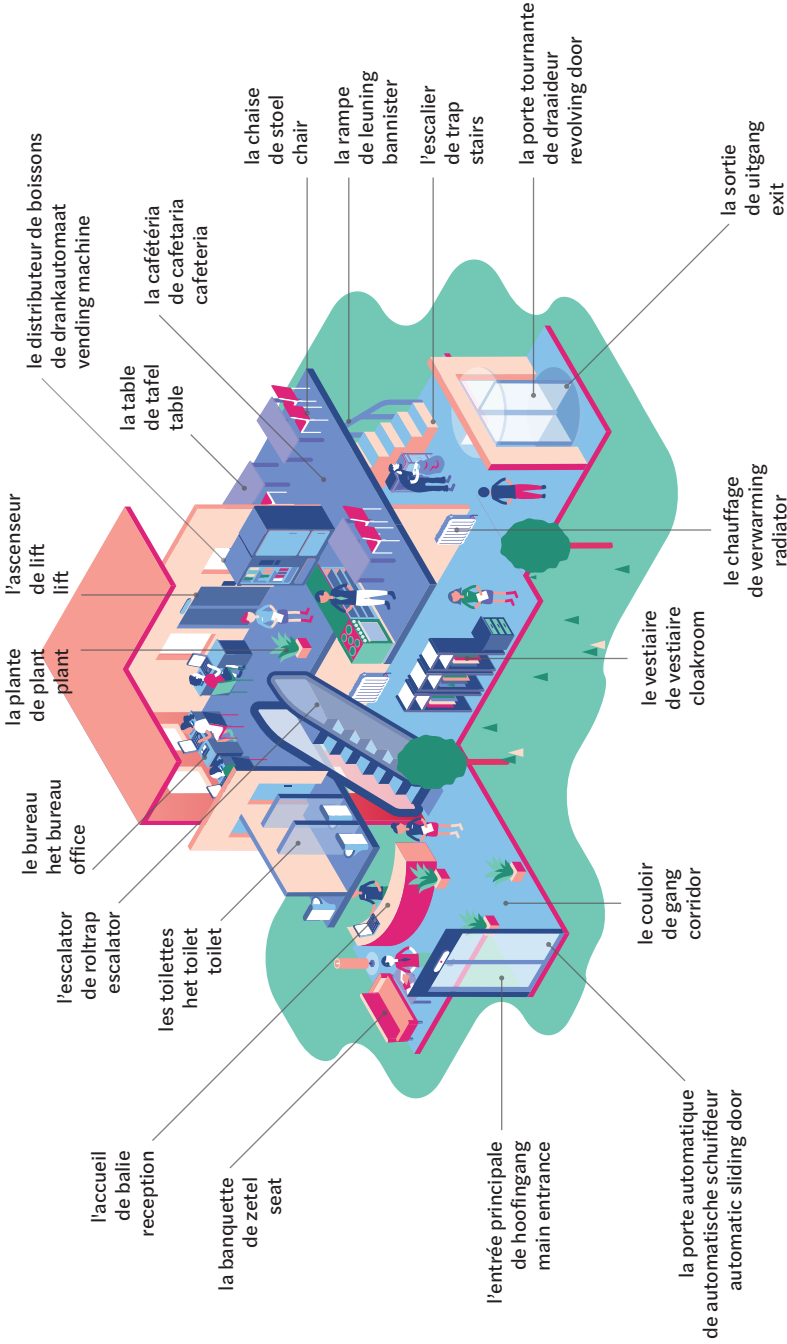 la plante
de plant
plant
l'ascenseur
de lift
lift
le bureau
het bureau
office
le distributeur de boissons
de drankautomaat
vending machine
l'escalator
de roltrap
escalator
l'accueil
de balie
reception
la table
de tafel
table
la cafétéria
de cafetaria
cafeteria
les toilettes
het toilet
toilet
la banquette
de zetel
seat
la chaise
de stoel
chair
la rampe
de leuning
bannister
l'escalier
de trap
stairs
l'entrée principale
de hoofingang
main entrance
la porte tournante
de draaideur
revolving door
le couloir
de gang
corridor
le vestiaire
de vestiaire
cloakroom
la porte automatique
de automatische schuifdeur
automatic sliding door
le chauffage
de verwarming
radiator
la sortie
de uitgang
exit